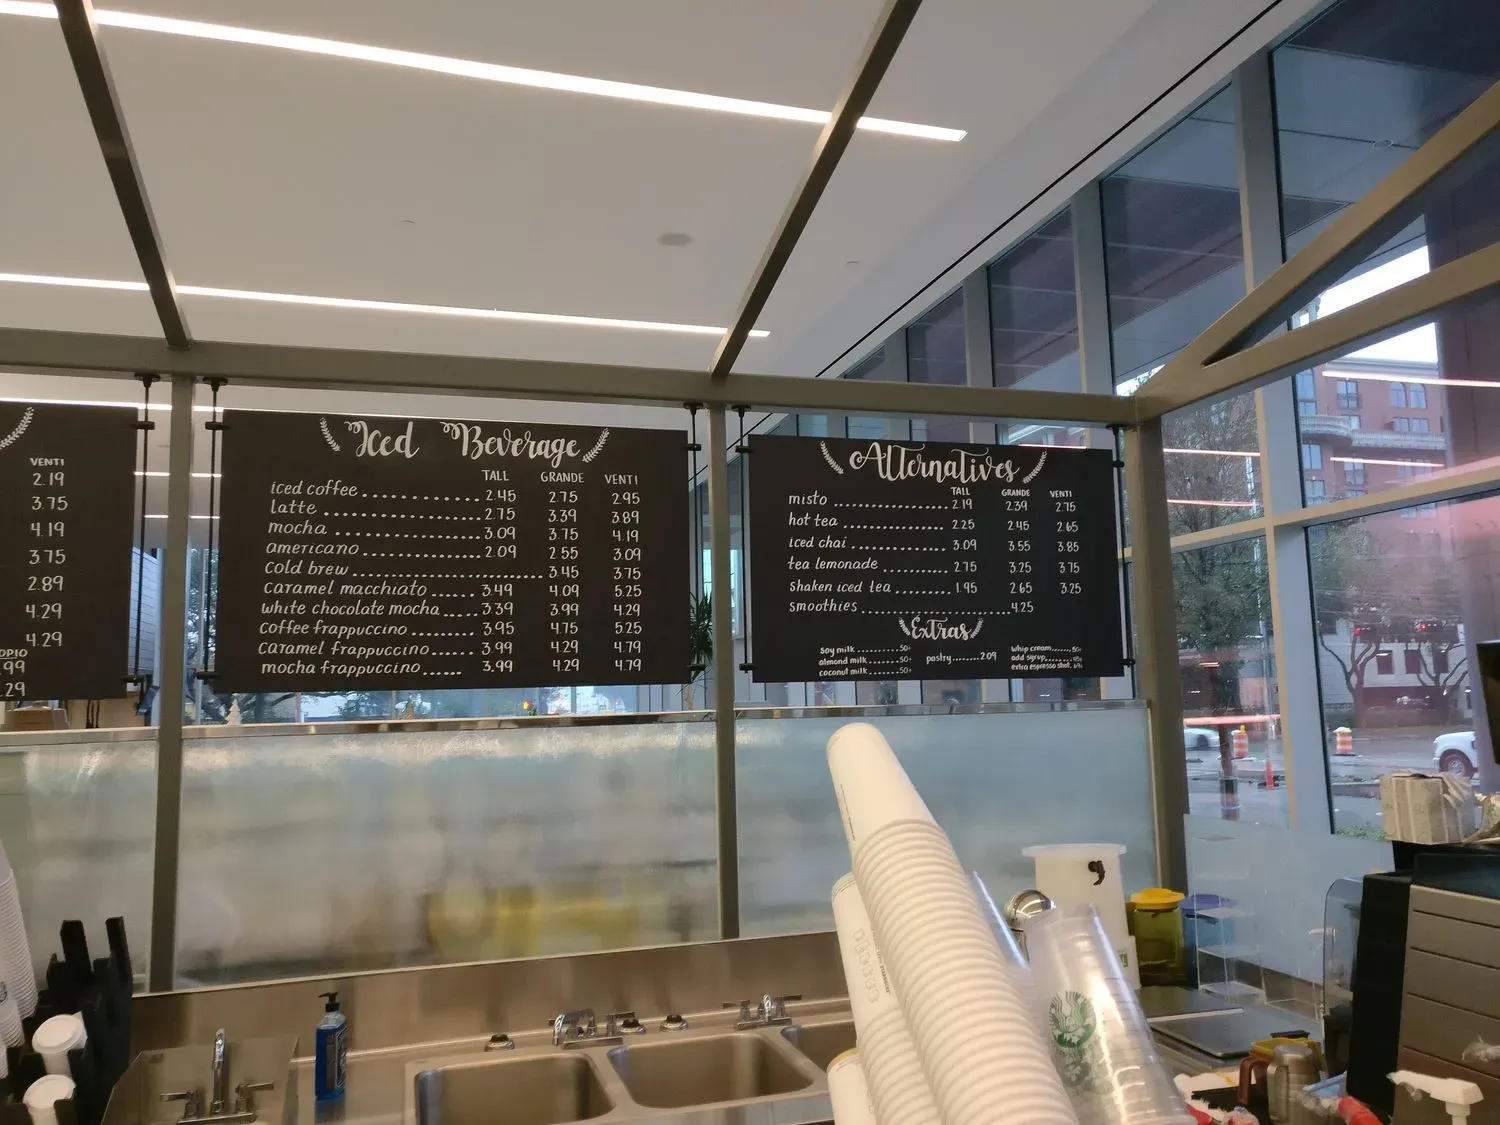 VENTI
2.19
3.75
4.19
3.75
2.89
4.29
4.29
OPIO
.99
.29
Iced Beverage
TALL GRANDE VENTI
iced coffee 2.45 2.75 2.95
latte 2.75 3.39 3.89
mocha 3.09 3.75 4.19
americano 2.09 2.55 3.09
cold brew 3.45 3.75
caramel macchiato 3.49 4.09 5.25
white chocolate mocha 3.39 3.99 4.29
coffee frappuccino 3.95 4.75 5.25
caramel frappuccino 3.99 4.29 4.79
mocha frappuccino 3.99 4.29 4.79
Alternatives
TALL GRANDE VENTI
misto 2.19 2.39 2.75
hot tea 2.25 2.45 2.65
iced chai 3.09 3.55 3.85
tea lemonade 2.75 3.25 3.75
shaken iced tea 1.95 2.65 3.25
smoothies 4.25
Extras
soy milk .50¢
almond milk .50¢
coconut milk .50¢
pastry 2.09
whip cream .50¢
add syrup
extra espresso shot